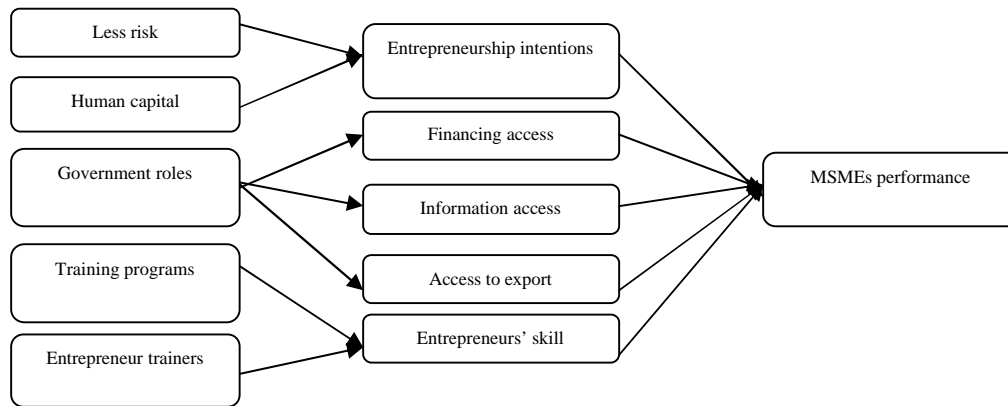 Less risk
Human capital
Government roles
Training programs
Entrepreneur trainers
Entrepreneurship intentions
Financing access
Information access
Access to export
Entrepreneurs’ skill
MSMEs performance